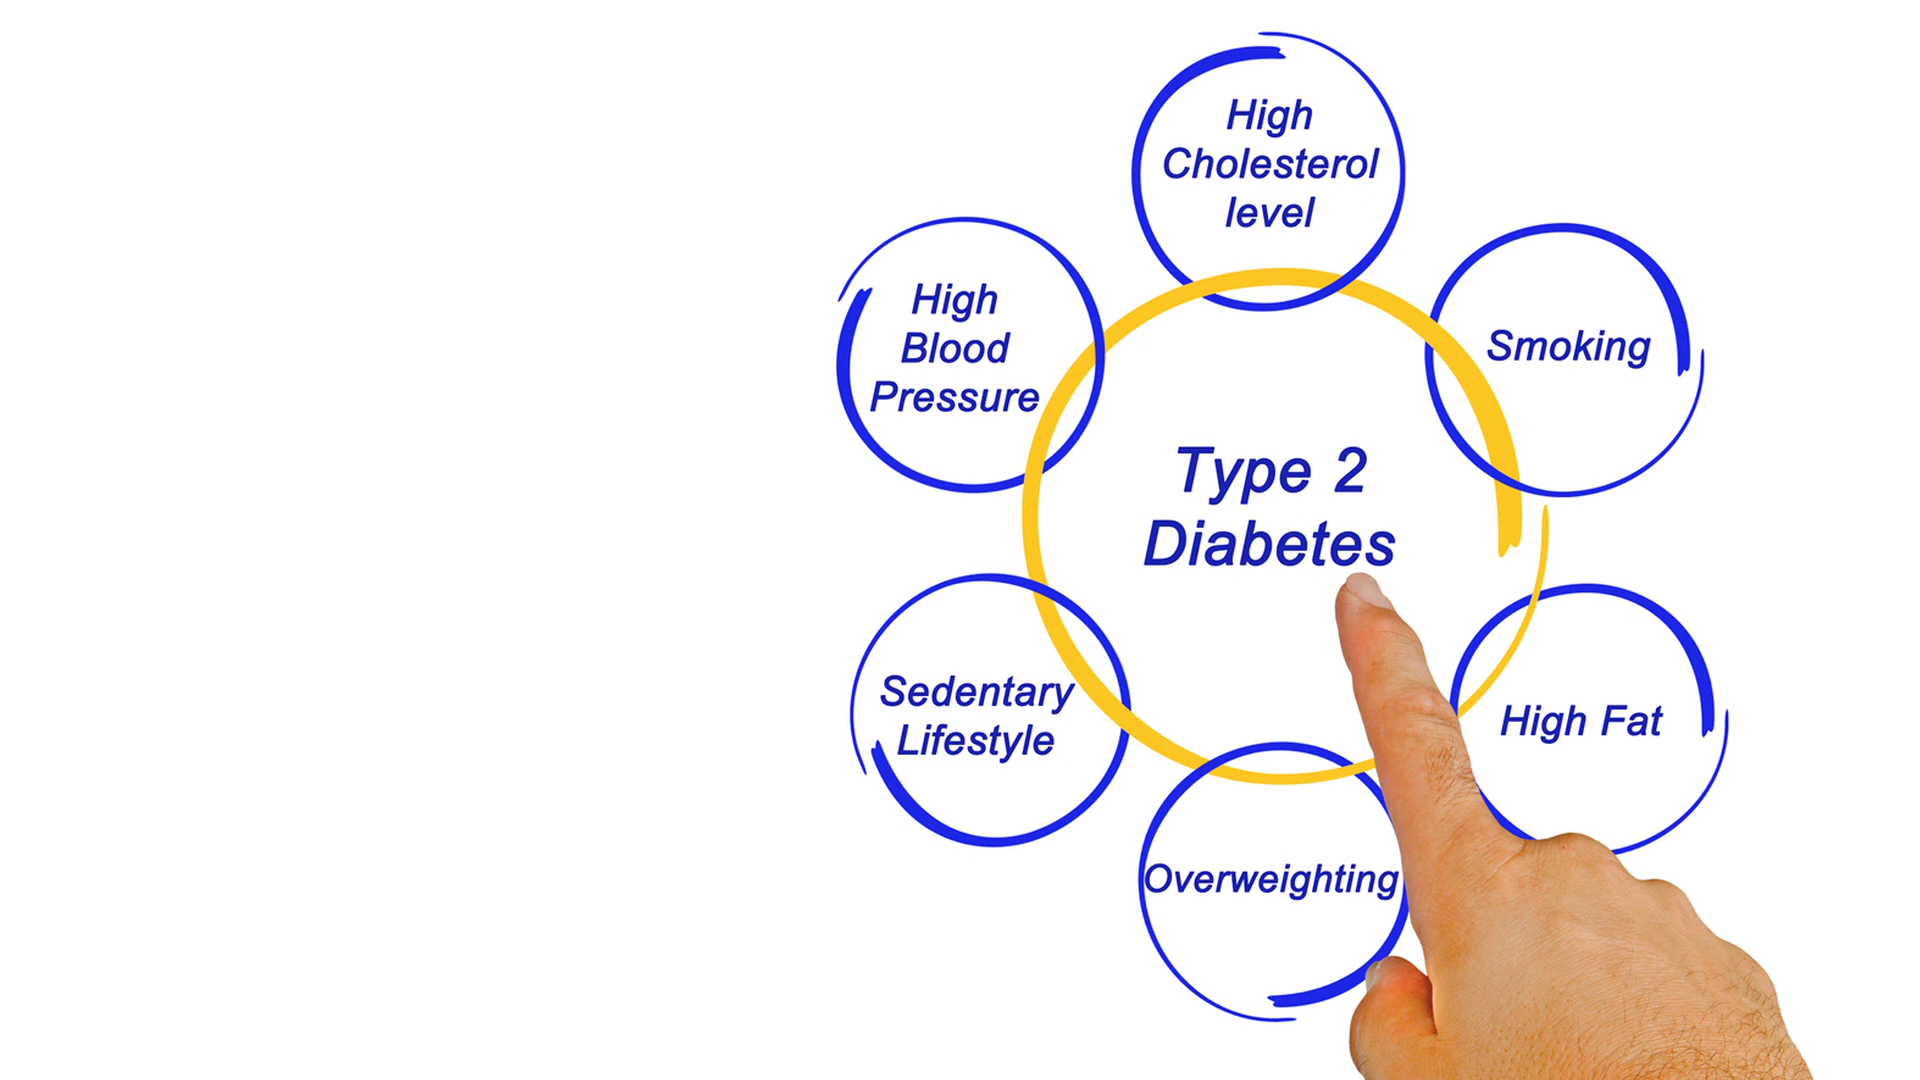 High
Cholesterol
level
High
Blood
Pressure
Smoking
Type 2
Diabetes
Sedentary
Lifestyle
High Fat
Overweighting